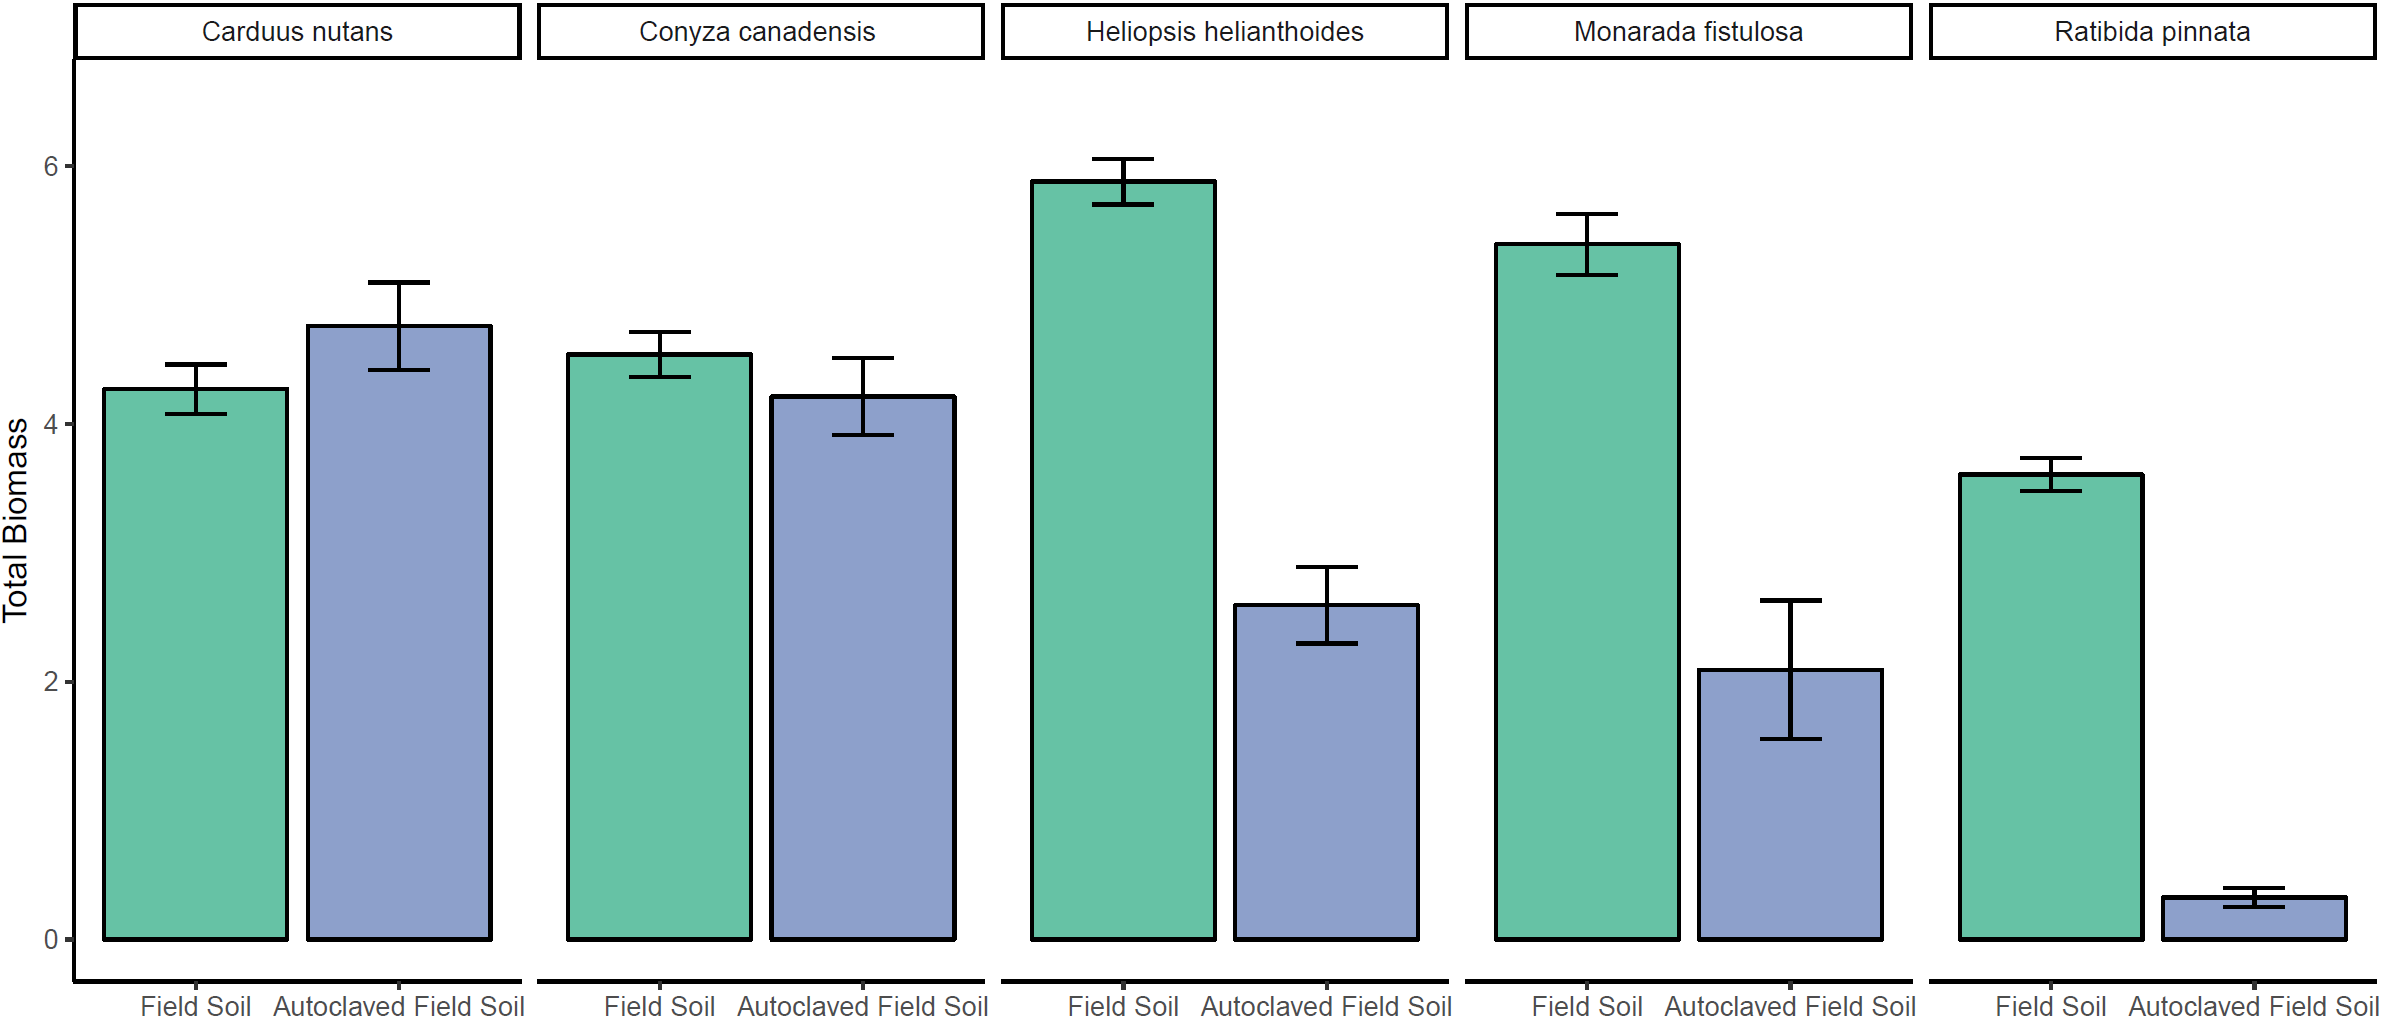 Carduus nutans
Conyza canadensis
Heliopsis helianthoides
Monarada fistulosa
Ratibida pinnata
Total Biomass
6
4
2
0
Field Soil
Autoclaved Field Soil
Field Soil
Autoclaved Field Soil
Field Soil
Autoclaved Field Soil
Field Soil
Autoclaved Field Soil
Field Soil
Autoclaved Field Soil